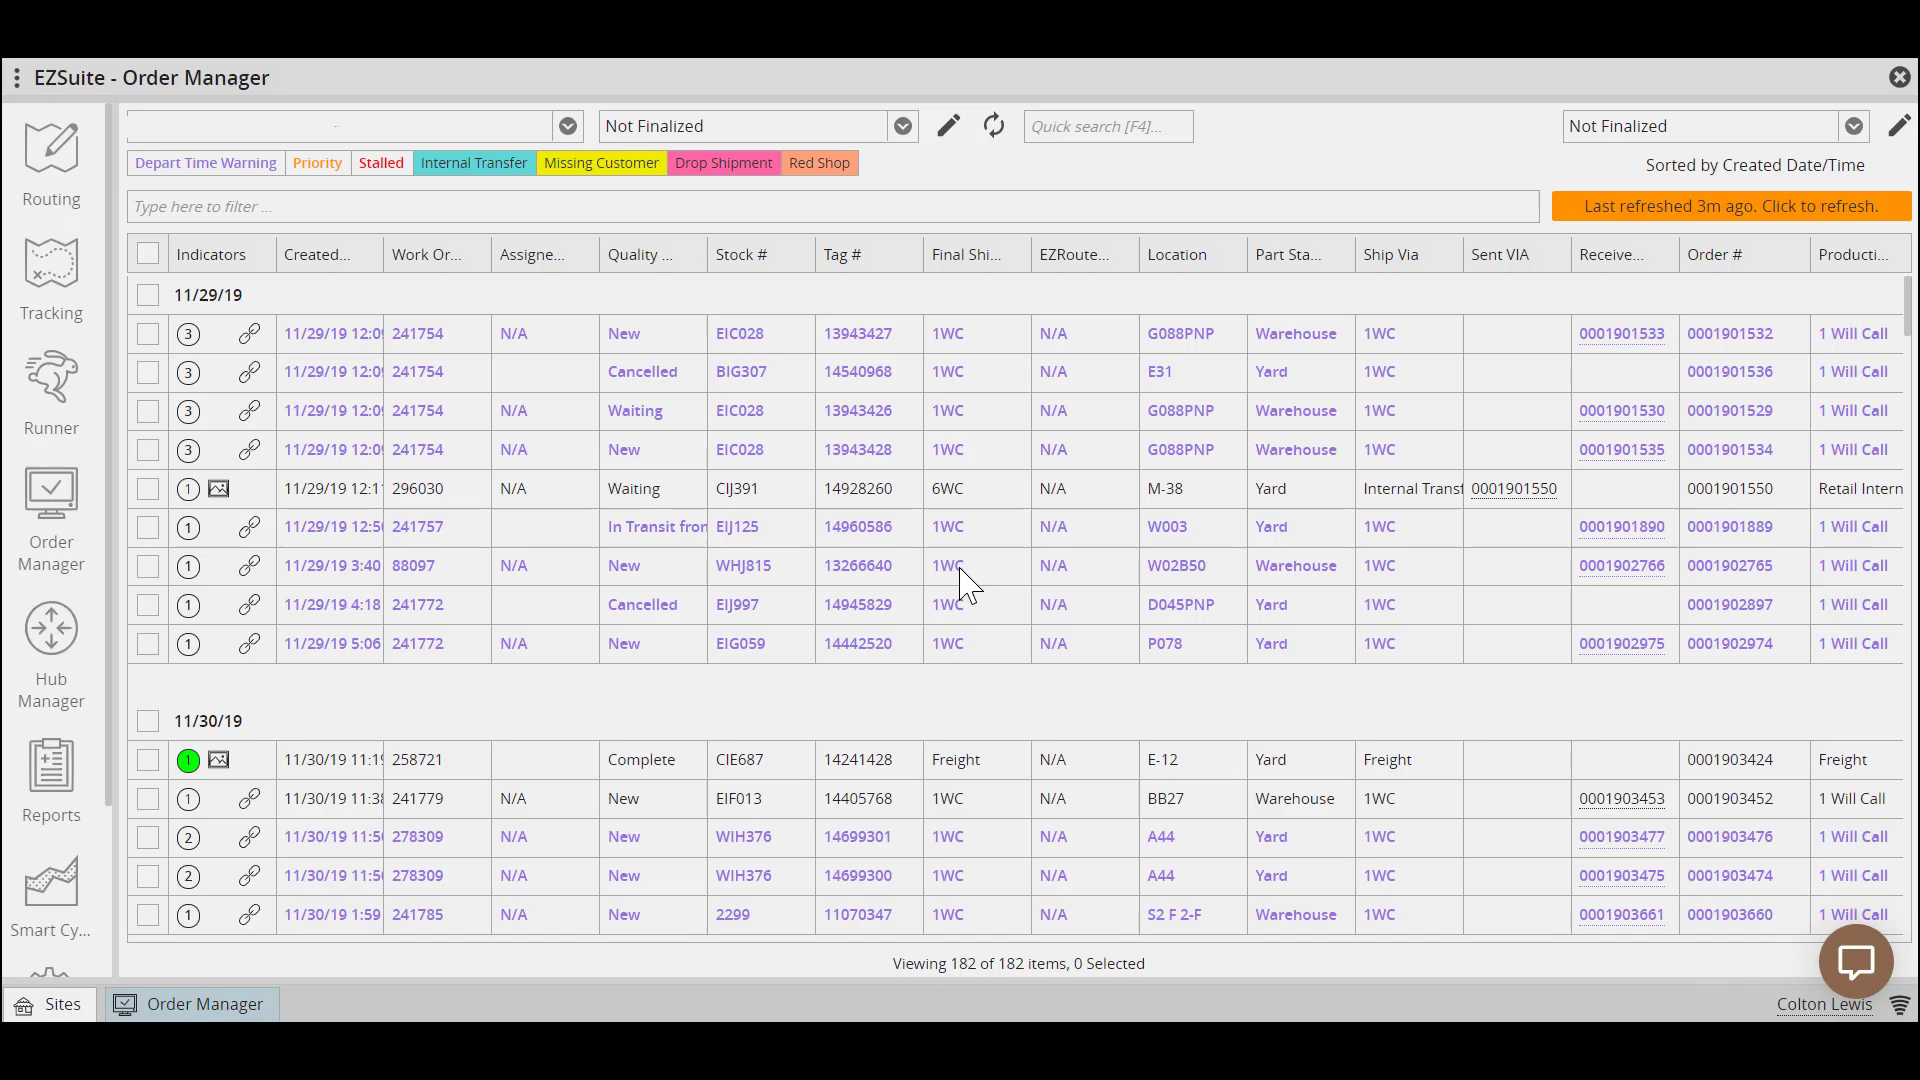 EZSuite - Order Manager
Not Finalized
Quick search [F4]...
Not Finalized
Depart Time Warning Priority Stalled Internal Transfer Missing Customer Drop Shipment Red Shop
Sorted by Created Date/Time
Type here to filter ...
Last refreshed 3m ago. Click to refresh.
Routing
Tracking
Runner
Order
Manager
Hub
Manager
Reports
Smart Cy...
Indicators Created... Work Or... Assigne... Quality ... Stock # Tag # Final Shi... EZRoute... Location Part Sta... Ship Via Sent VIA Receive... Order # Producti...
11/29/19
3 11/29/19 12:09 241754 N/A New EIC028 13943427 1WC N/A G088PNP Warehouse 1WC 0001901533 0001901532 1 Will Call
3 11/29/19 12:09 241754 Cancelled BIG307 14540968 1WC N/A E31 Yard 1WC 0001901536 1 Will Call
3 11/29/19 12:09 241754 N/A Waiting EIC028 13943426 1WC N/A G088PNP Warehouse 1WC 0001901530 0001901529 1 Will Call
3 11/29/19 12:09 241754 N/A New EIC028 13943428 1WC N/A G088PNP Warehouse 1WC 0001901535 0001901534 1 Will Call
1 11/29/19 12:11 296030 N/A Waiting CIJ391 14928260 6WC N/A M-38 Yard Internal Transf 0001901550 0001901550 Retail Intern
1 11/29/19 12:50 241757 In Transit fron EIJ125 14960586 1WC N/A W003 Yard 1WC 0001901890 0001901889 1 Will Call
1 11/29/19 3:40 88097 N/A New WHJ815 13266640 1WC N/A W02B50 Warehouse 1WC 0001902766 0001902765 1 Will Call
1 11/29/19 4:18 241772 Cancelled EIJ997 14945829 1WC N/A D045PNP Yard 1WC 0001902897 1 Will Call
1 11/29/19 5:06 241772 N/A New EIG059 14442520 1WC N/A P078 Yard 1WC 0001902975 0001902974 1 Will Call
11/30/19
1 11/30/19 11:19 258721 Complete CIE687 14241428 Freight N/A E-12 Yard Freight 0001903424 Freight
1 11/30/19 11:38 241779 N/A New EIF013 14405768 1WC N/A BB27 Warehouse 1WC 0001903453 0001903452 1 Will Call
2 11/30/19 11:50 278309 N/A New WIH376 14699301 1WC N/A A44 Yard 1WC 0001903477 0001903476 1 Will Call
2 11/30/19 11:50 278309 N/A New WIH376 14699300 1WC N/A A44 Yard 1WC 0001903475 0001903474 1 Will Call
1 11/30/19 1:59 241785 N/A New 2299 11070347 1WC N/A S2 F 2-F Warehouse 1WC 0001903661 0001903660 1 Will Call
Viewing 182 of 182 items, 0 Selected
Sites
Order Manager
Colton Lewis